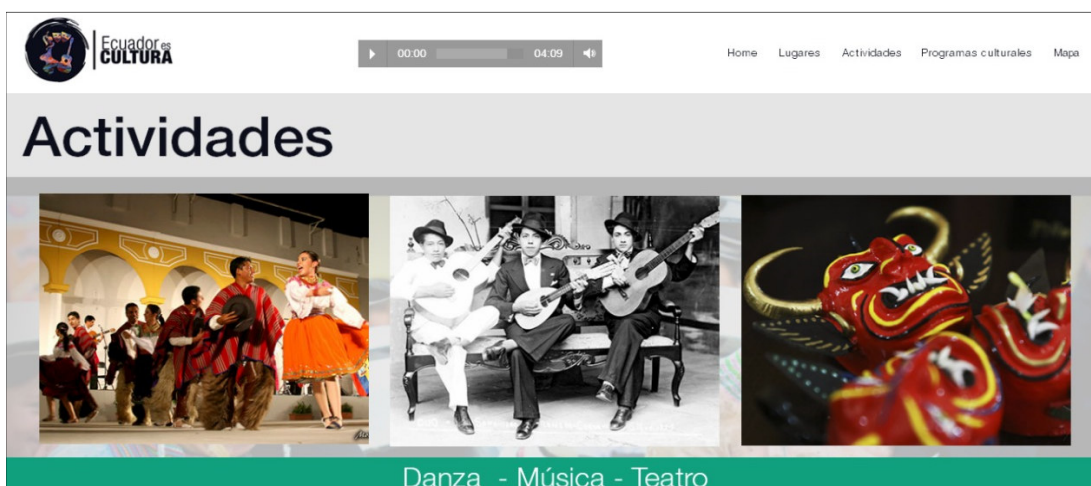 Ecuador es
CULTURA
00:00 04:09
Home Lugares Actividades Programas culturales Mapa
Actividades
Danza - Música - Teatro